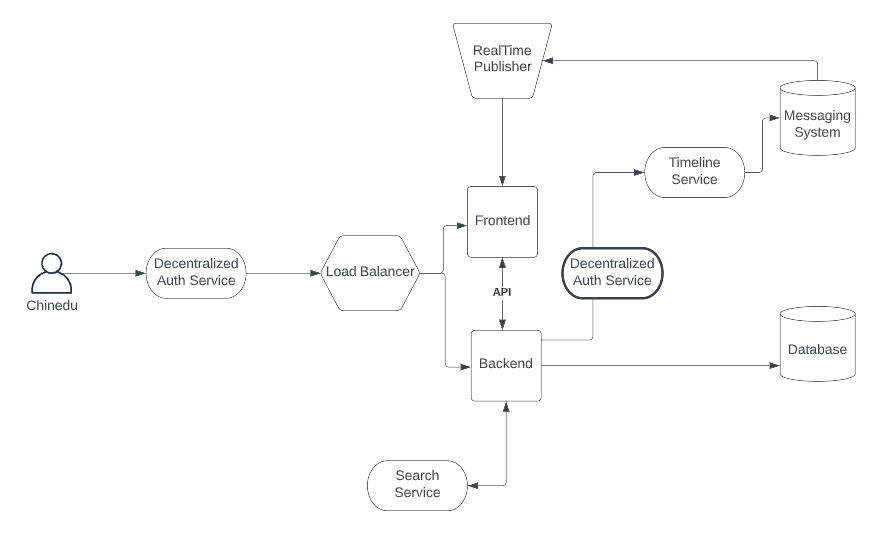 RealTime
Publisher
Messaging
System
Timeline
Service
Frontend
Decentralized
Auth Service
Load Balancer
Decentralized
Auth Service
Chinedu
API
Backend
Database
Search
Service